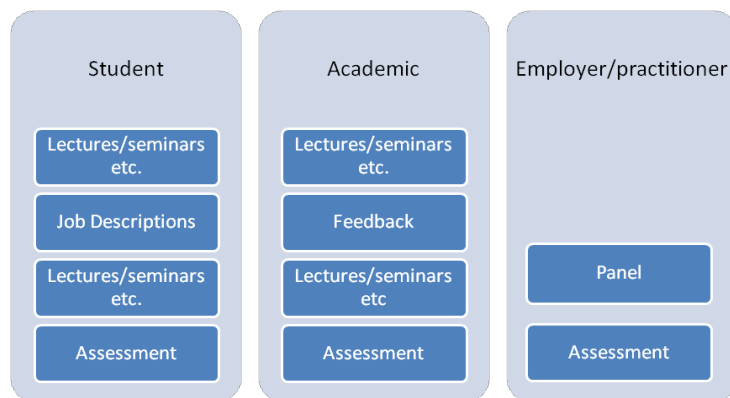 Student
Lectures/seminars
etc.
Job Descriptions
Lectures/seminars
etc.
Assessment
Academic
Lectures/seminars
etc.
Feedback
Lectures/seminars
etc
Assessment
Employer/practitioner
Panel
Assessment